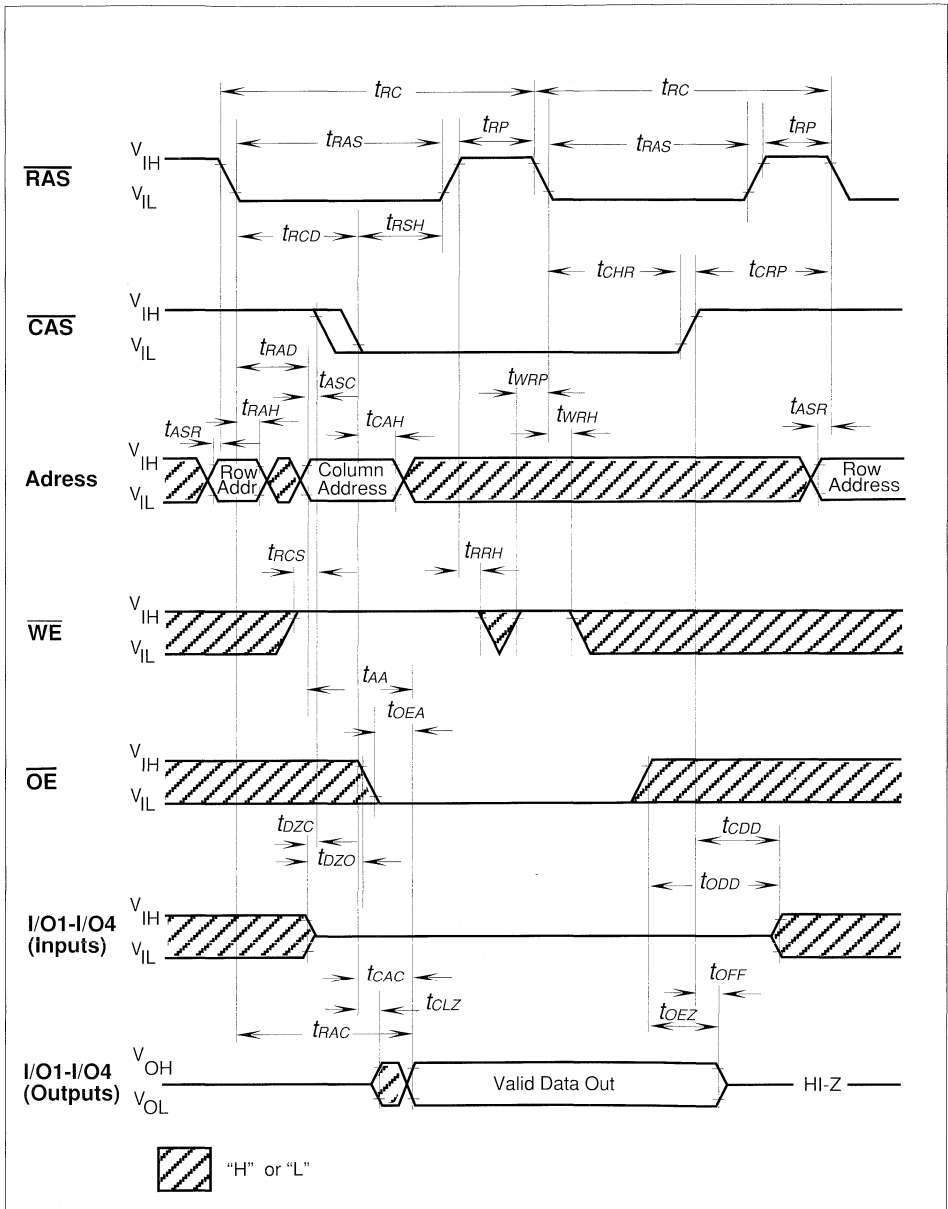 tRC tRC
tRAS tRP tRAS tRP
RAS VIH
VIL
tRCD tRSH
tCHR tCRP
CAS VIH
VIL
tRAD
tASC tWRP
tRAH tCAH tWRH
tASR tASR
Adress VIH
VIL
Row Addr
Column Address
Row Address
tRCS tRRH
WE VIH
VIL
tAA
tOEA
OE VIH
VIL
tDZC tCDD
tDZO tODD
I/O1-I/O4 (Inputs) VIH
VIL
tCAC tOFF
tCLZ tOEZ
tRAC
I/O1-I/O4 (Outputs) VOH
VOL
Valid Data Out HI-Z
“H” or “L”